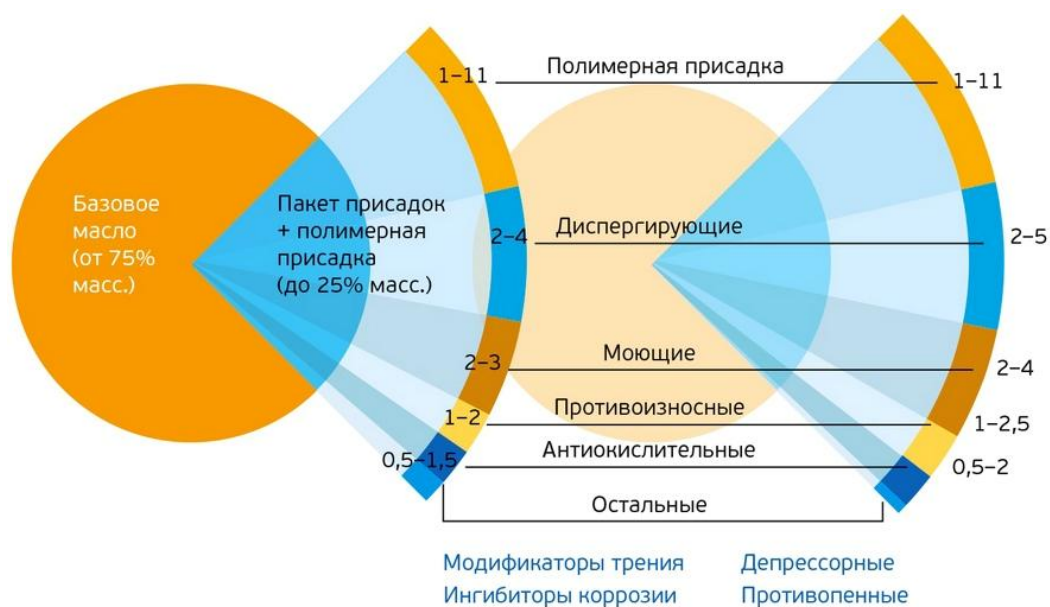 1–11
Полимерная присадка
1–11
Базовое
масло
(от 75%
масс.)
Пакет присадок
+ полимерная
присадка
(до 25% масс.)
2–4
Диспергирующие
2–5
2–3
Моющие
2–4
1–2
Противоизносные
1–2,5
0,5–1,5
Антиокислительные
0,5–2
Остальные
Модификаторы трения
Ингибиторы коррозии
Депрессорные
Противопенные